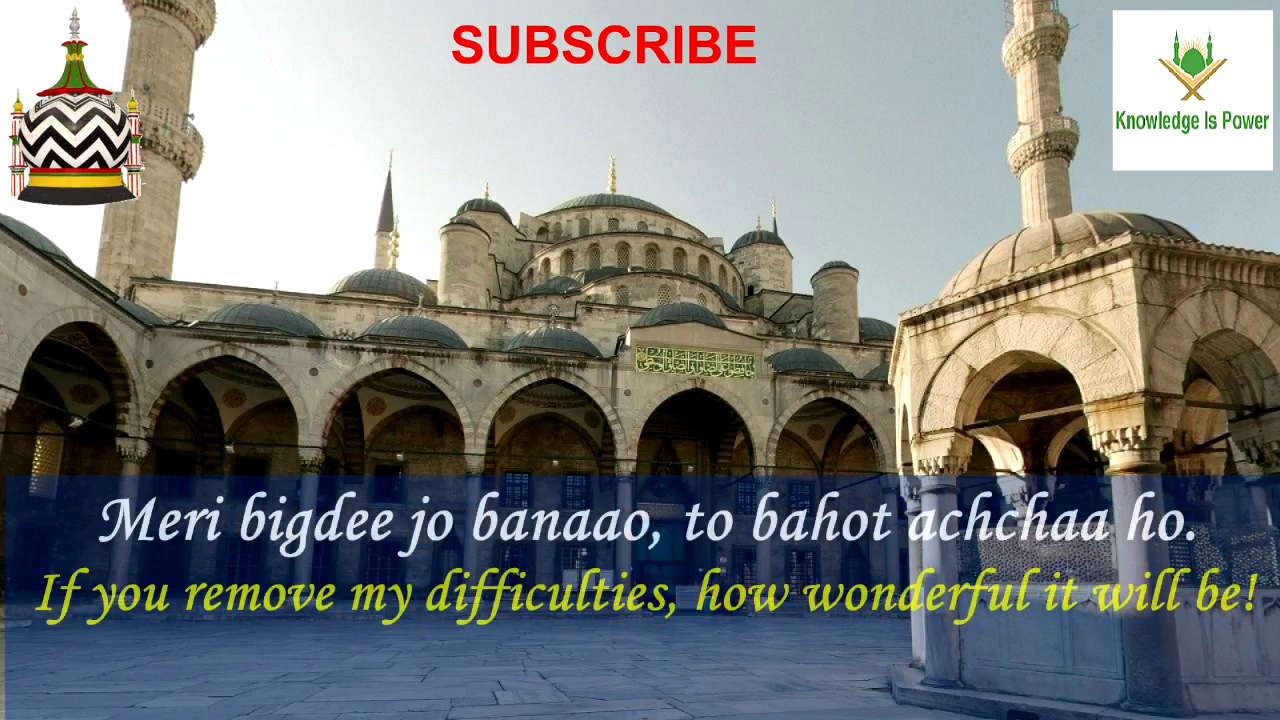 SUBSCRIBE
Knowledge Is Power
Meri bigdee jo banaao, to bahot achchaa ho.
If you remove my difficulties, how wonderful it will be!